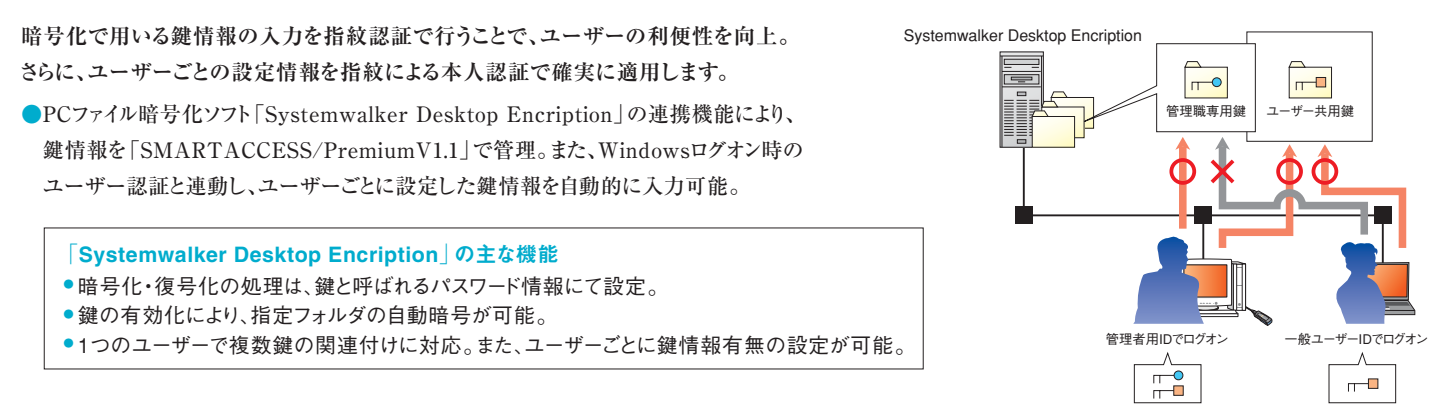 暗号化で用いる鍵情報の入力を指紋認証で行うことで、ユーザーの利便性を向上。
さらに、ユーザーごとの設定情報を指紋による本人認証で確実に適用します。
●PCファイル暗号化ソフト「Systemwalker Desktop Encription」の連携機能により、
鍵情報を「SMARTACCESS/PremiumV1.1」で管理。また、Windowsログオン時の
ユーザー認証と連動し、ユーザーごとに設定した鍵情報を自動的に入力可能。
「Systemwalker Desktop Encription」の主な機能
•暗号化・復号化の処理は、鍵と呼ばれるパスワード情報にて設定。
•鍵の有効化により、指定フォルダの自動暗号が可能。
•1つのユーザーで複数鍵の関連付けに対応。また、ユーザーごとに鍵情報有無の設定が可能。
Systemwalker Desktop Encription
管理職専用鍵
ユーザー共用鍵
管理者用IDでログオン
一般ユーザーIDでログオン